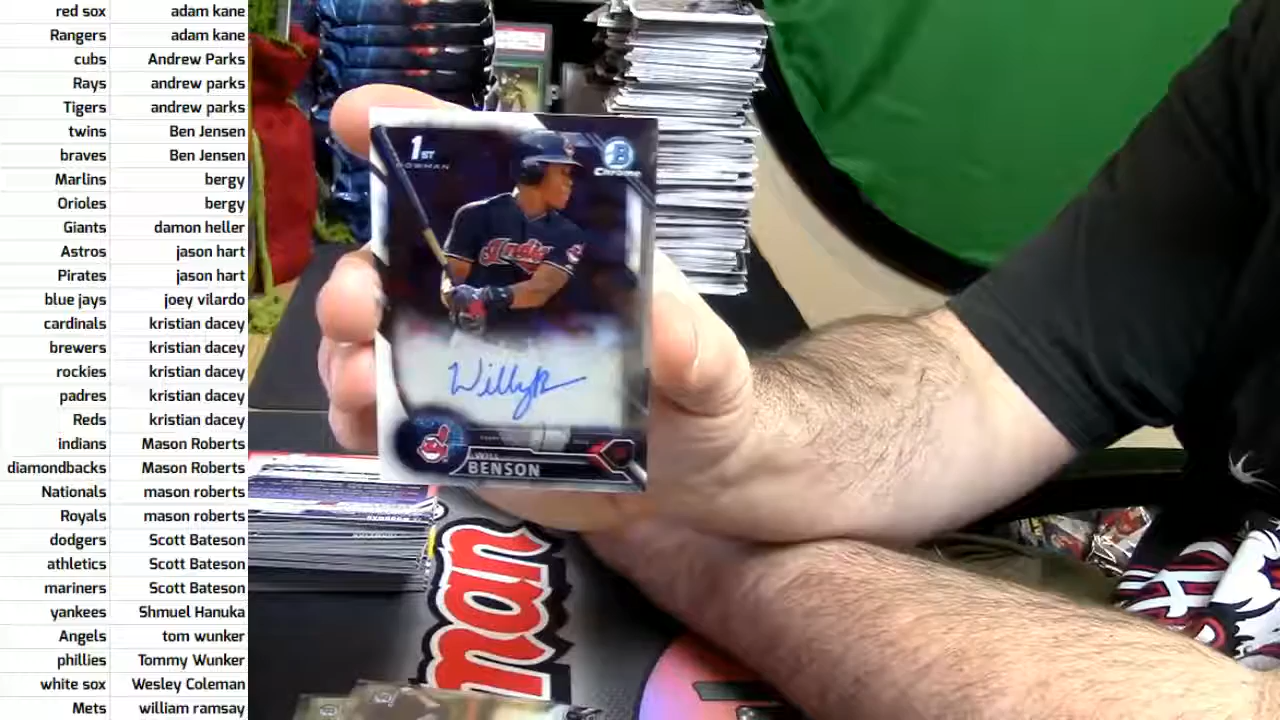 red sox adam kane
Rangers adam kane
cubs Andrew Parks
Rays andrew parks
Tigers andrew parks
twins Ben Jensen
braves Ben Jensen
Marlins bergy
Orioles bergy
Giants damon heller
Astros jason hart
Pirates jason hart
blue jays joey vilardo
cardinals kristian dacey
brewers kristian dacey
rockies kristian dacey
padres kristian dacey
Reds kristian dacey
indians Mason Roberts
diamondbacks Mason Roberts
Nationals mason roberts
Royals mason roberts
dodgers Scott Bateson
athletics Scott Bateson
mariners Scott Bateson
yankees Shmuel Hanuka
Angels tom wunker
phillies Tommy Wunker
white sox Wesley Coleman
Mets william ramsay
1ST
BOWMAN
B
Chrome
Indians
WillyB
WILL
BENSON
man